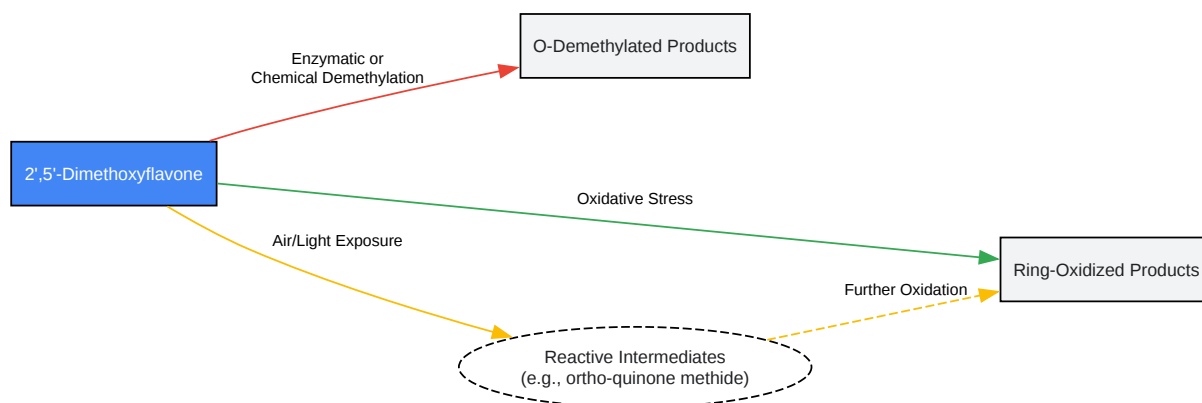 O-Demethylated Products
Enzymatic or
Chemical Demethylation
2',5'-Dimethoxyflavone
Oxidative Stress
Air/Light Exposure
Ring-Oxidized Products
Further Oxidation
Reactive Intermediates
(e.g., ortho-quinone methide)